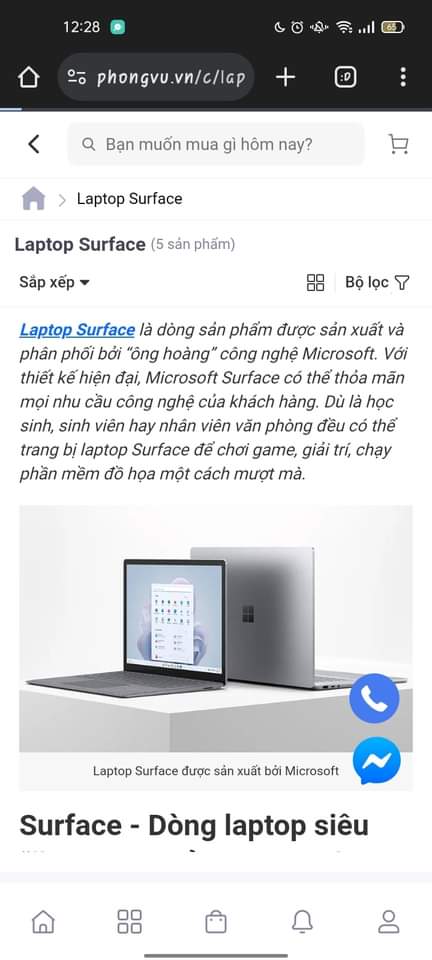 12:28
65
phongvu.vn/c/lap
:D
Bạn muốn mua gì hôm nay?
Laptop Surface
Laptop Surface (5 sản phẩm)
Sắp xếp
Bộ lọc
Laptop Surface là dòng sản phẩm được sản xuất và
phân phối bởi “ông hoàng” công nghệ Microsoft. Với
thiết kế hiện đại, Microsoft Surface có thể thỏa mãn
mọi nhu cầu công nghệ của khách hàng. Dù là học
sinh, sinh viên hay nhân viên văn phòng đều có thể
trang bị laptop Surface để chơi game, giải trí, chạy
phần mềm đồ họa một cách mượt mà.
Laptop Surface được sản xuất bởi Microsoft
Surface - Dòng laptop siêu